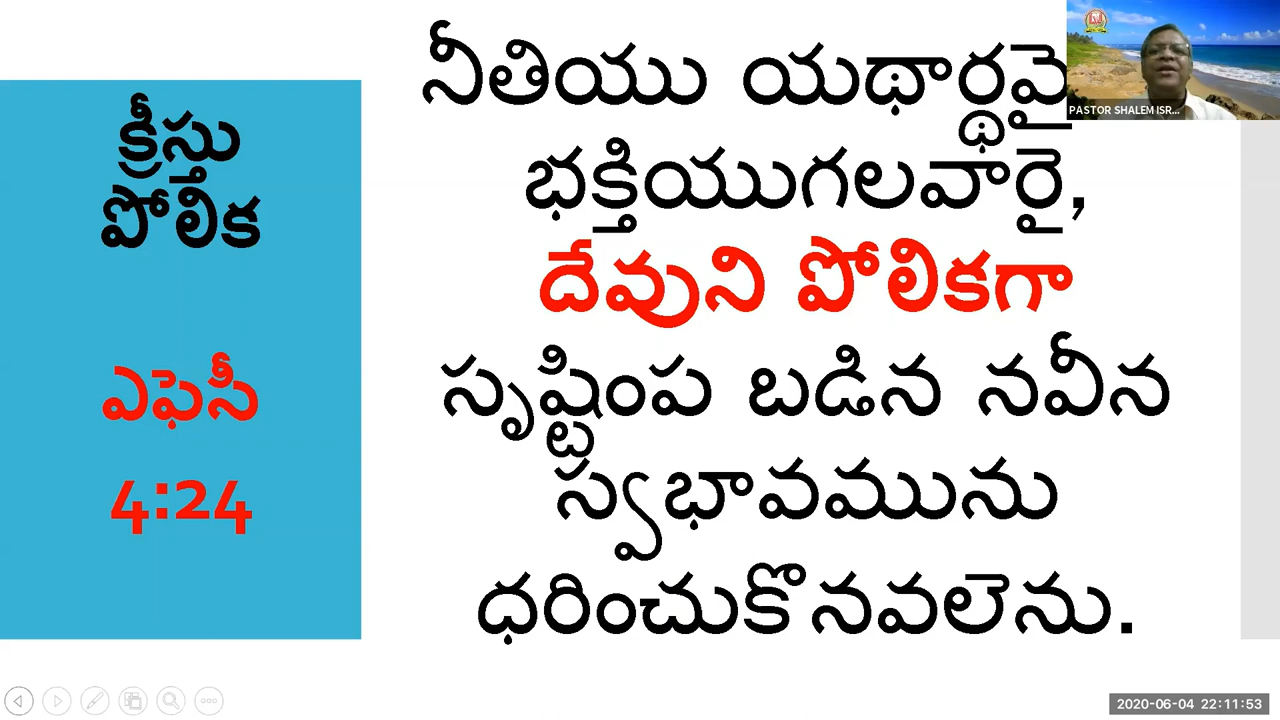 క్రీస్తు
పోలిక
ఎఫెసీ
4:24
నీతియు యథార్థమై
భక్తియుగలవారై,
దేవుని పోలికగా
సృష్టింప బడిన నవీన
స్వభావమును
ధరించుకొనవలెను.
PASTOR SHALEM ISR...
2020-06-04 22:11:53